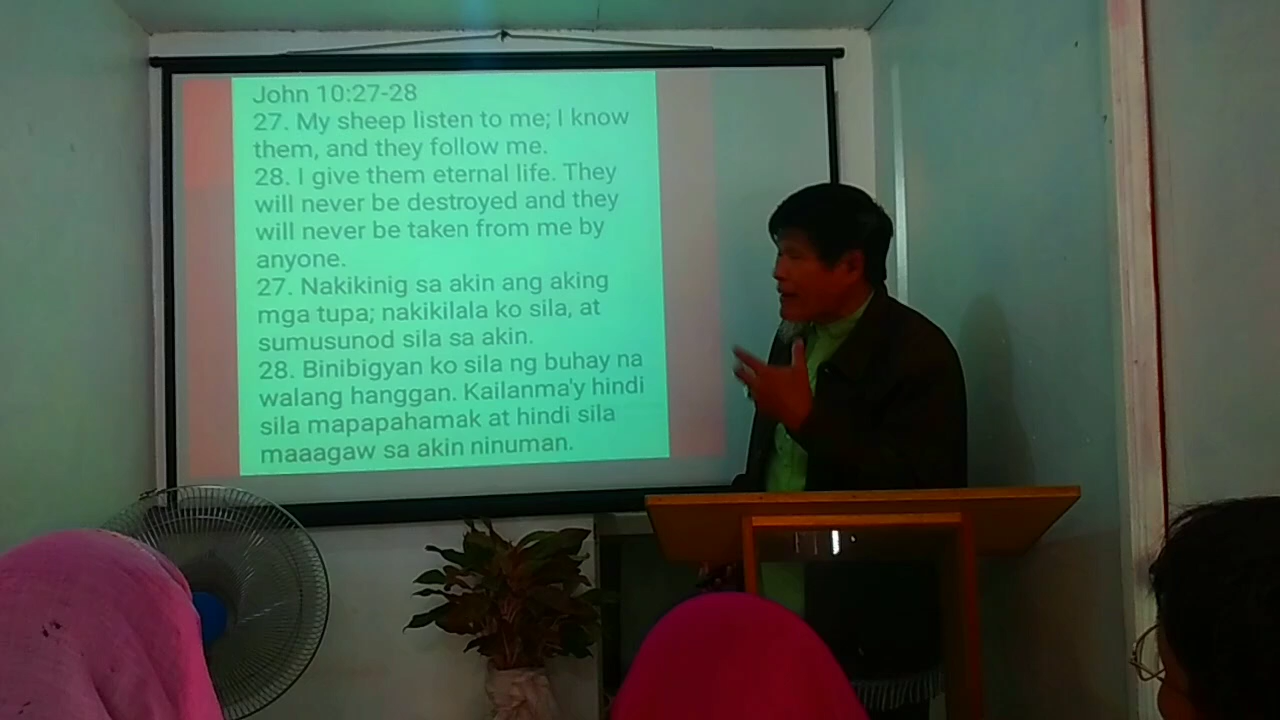 John 10:27-28
27. My sheep listen to me; I know
them, and they follow me.
28. I give them eternal life. They
will never be destroyed and they
will never be taken from me by
anyone.
27. Nakikinig sa akin ang aking
mga tupa; nakikilala ko sila, at
sumusunod sila sa akin.
28. Binibigyan ko sila ng buhay na
walang hanggan. Kailanma'y hindi
sila mapapahamak at hindi sila
maaagaw sa akin ninuman.